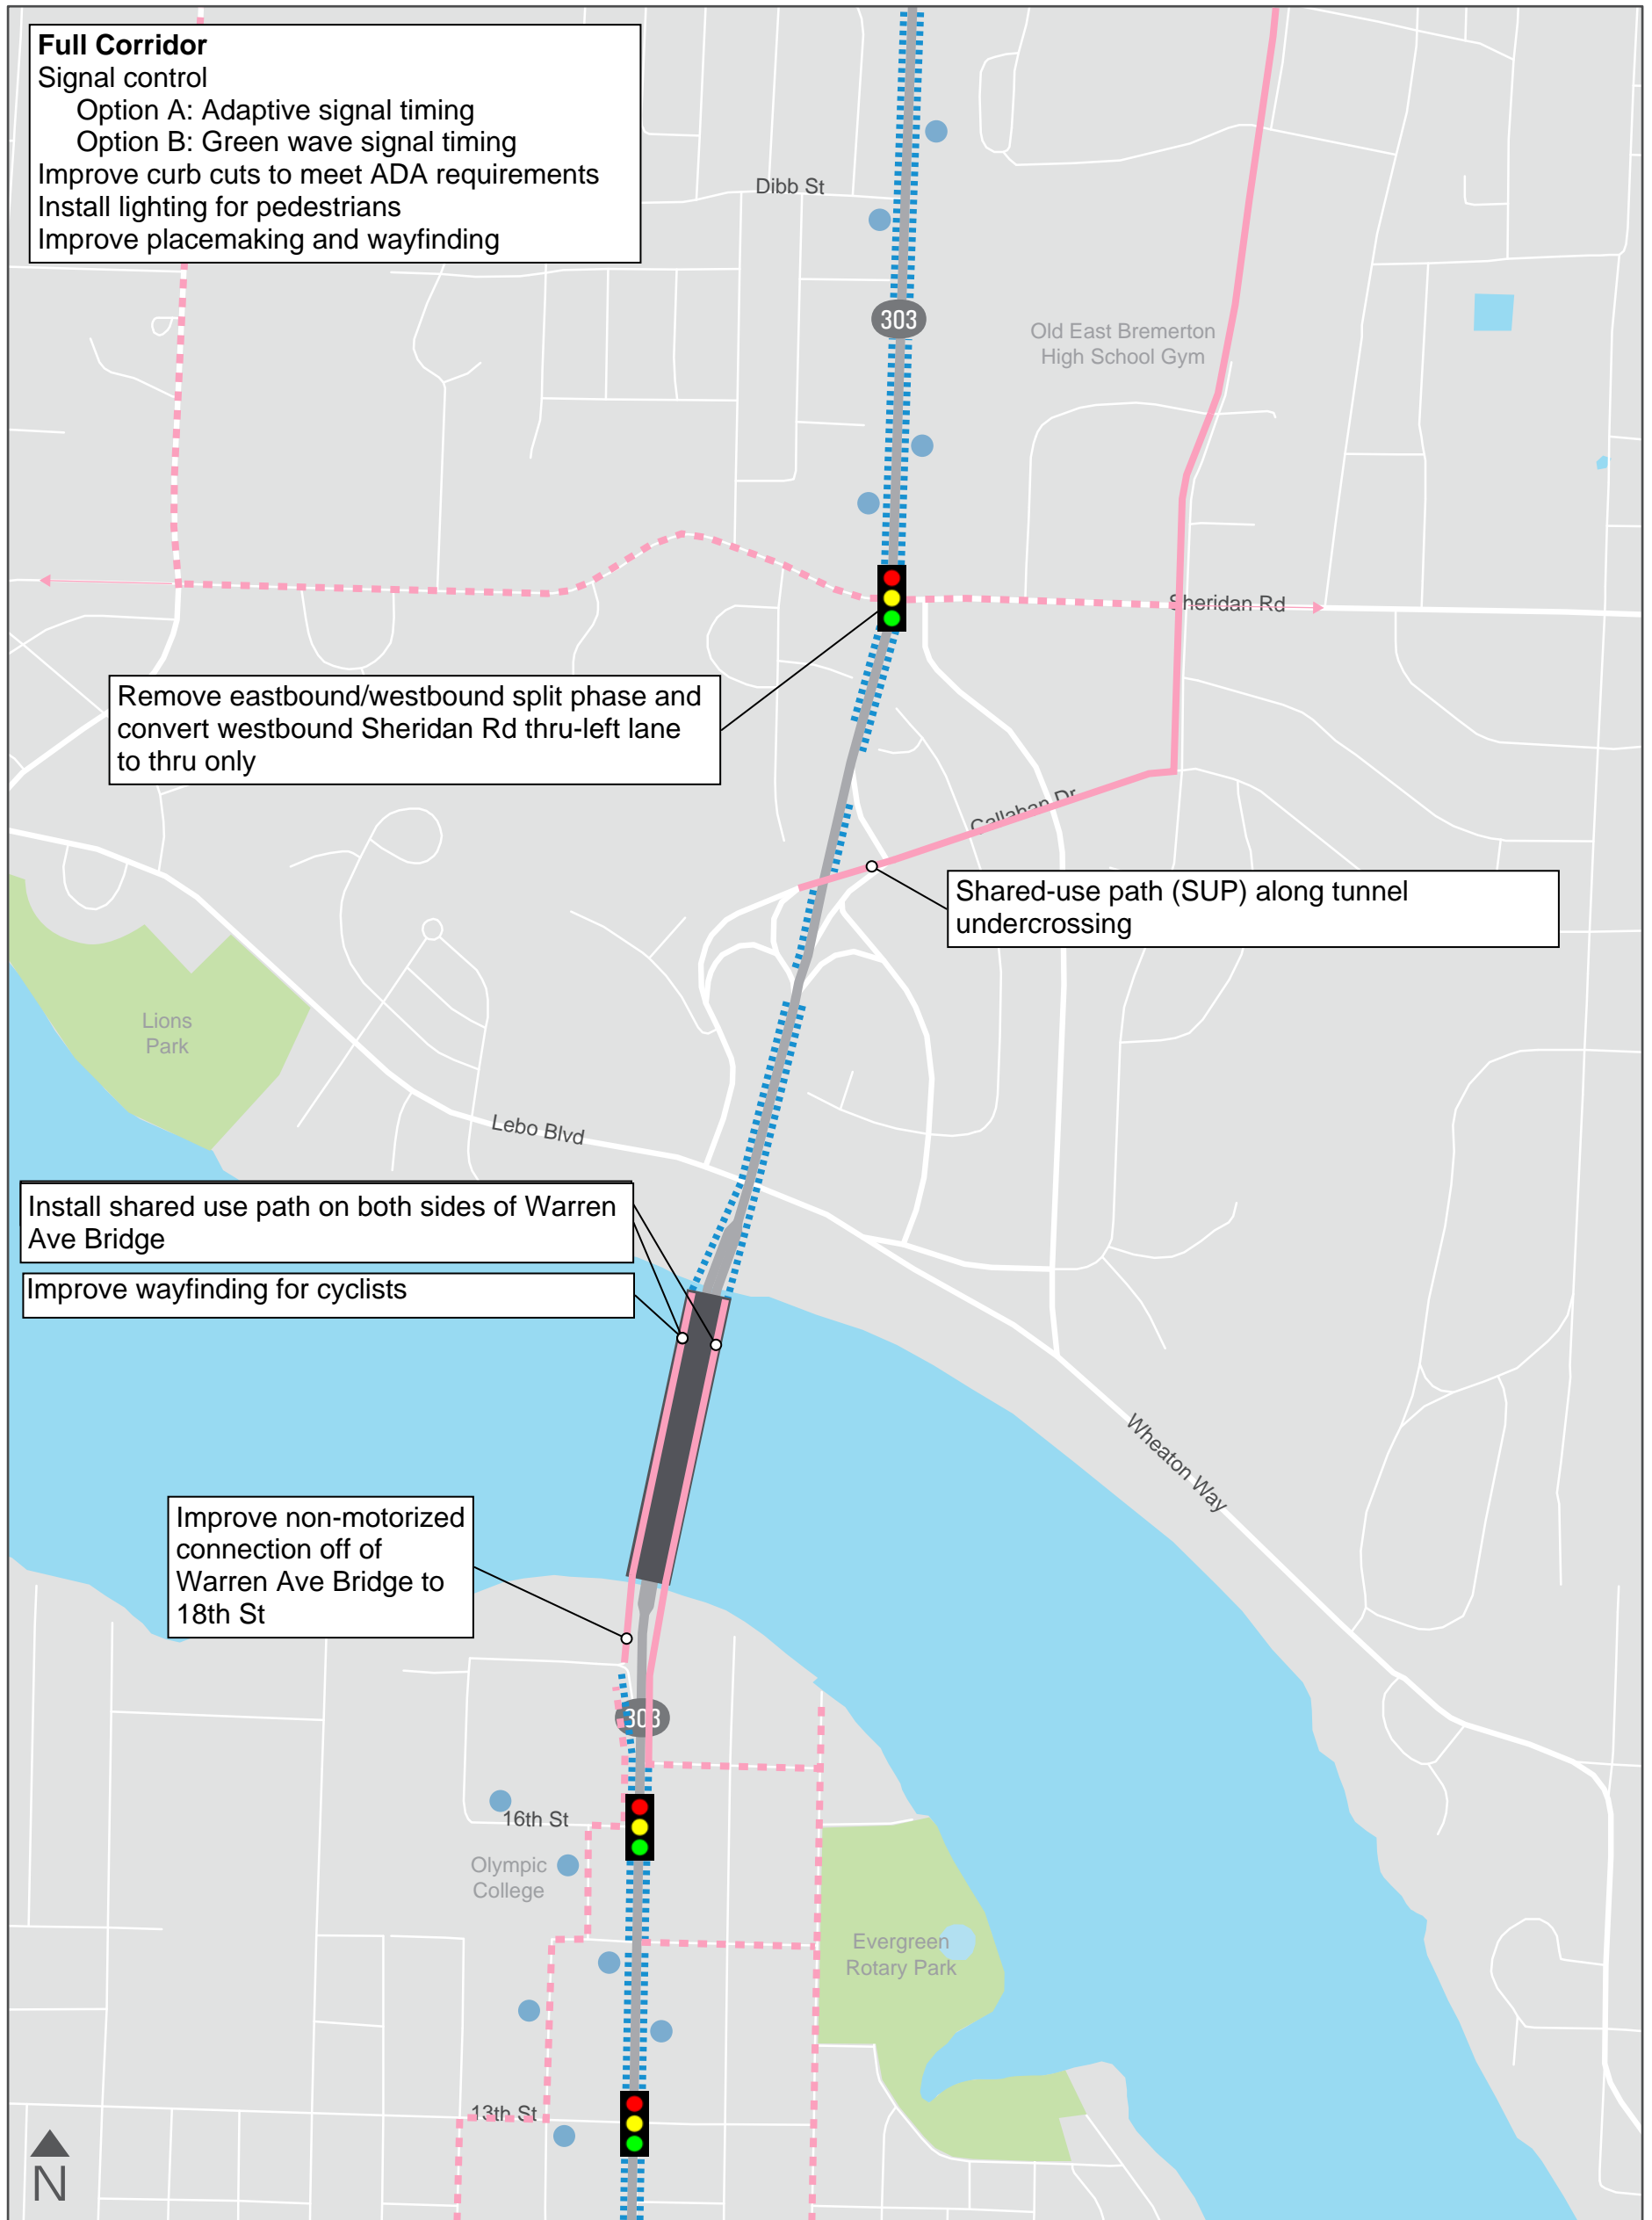 Full Corridor
Signal control
Option A: Adaptive signal timing
Option B: Green wave signal timing
Improve curb cuts to meet ADA requirements
Install lighting for pedestrians
Improve placemaking and wayfinding
Dibb St
303
Old East Bremerton
High School Gym
Sheridan Rd
Remove eastbound/westbound split phase and
convert westbound Sheridan Rd thru-left lane
to thru only
Callahan Dr
Shared-use path (SUP) along tunnel
undercrossing
Lions
Park
Lebo Blvd
Install shared use path on both sides of Warren
Ave Bridge
Improve wayfinding for cyclists
Wheaton Way
Improve non-motorized
connection off of
Warren Ave Bridge to
18th St
303
16th St
Olympic
College
Evergreen
Rotary Park
13th St
N